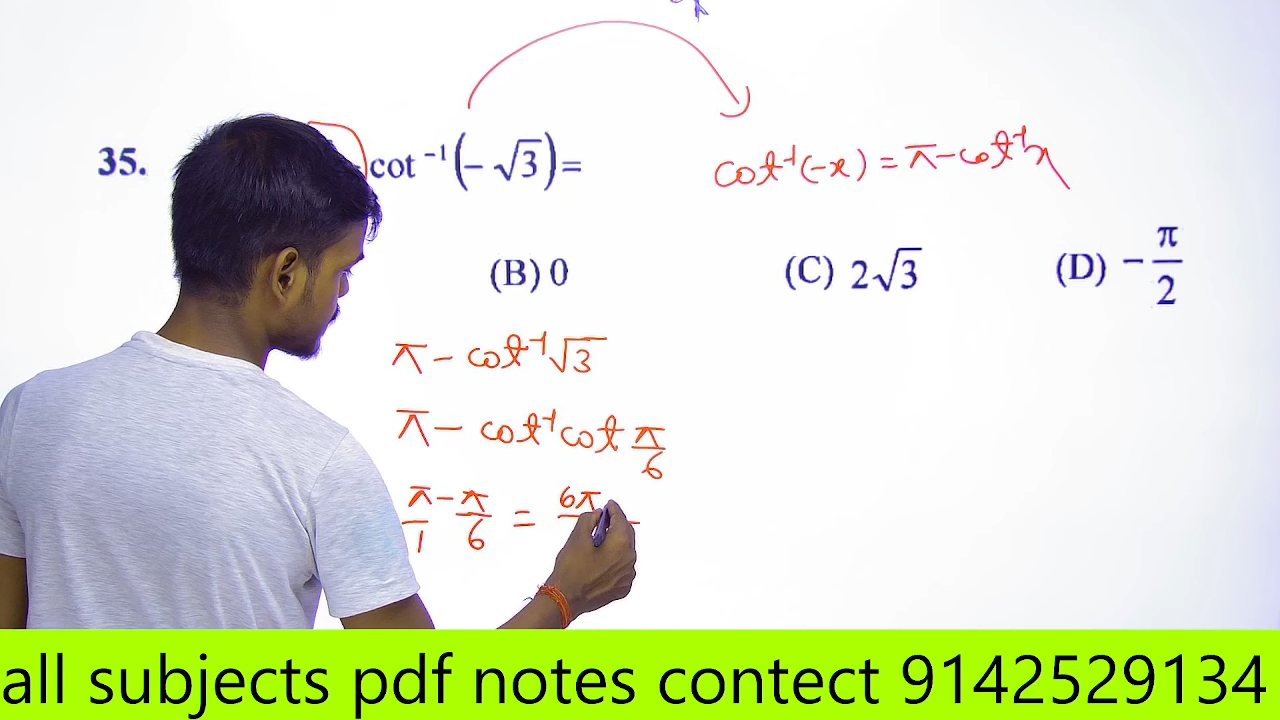 35. cot⁻¹(−√3)=
cot⁻¹(-x) = π - cot⁻¹x
(B) 0 (C) 2√3 (D) −π/2
π - cot⁻¹√3
π - cot⁻¹cot π/6
π/1 - π/6 = 6π
all subjects pdf notes contect 9142529134